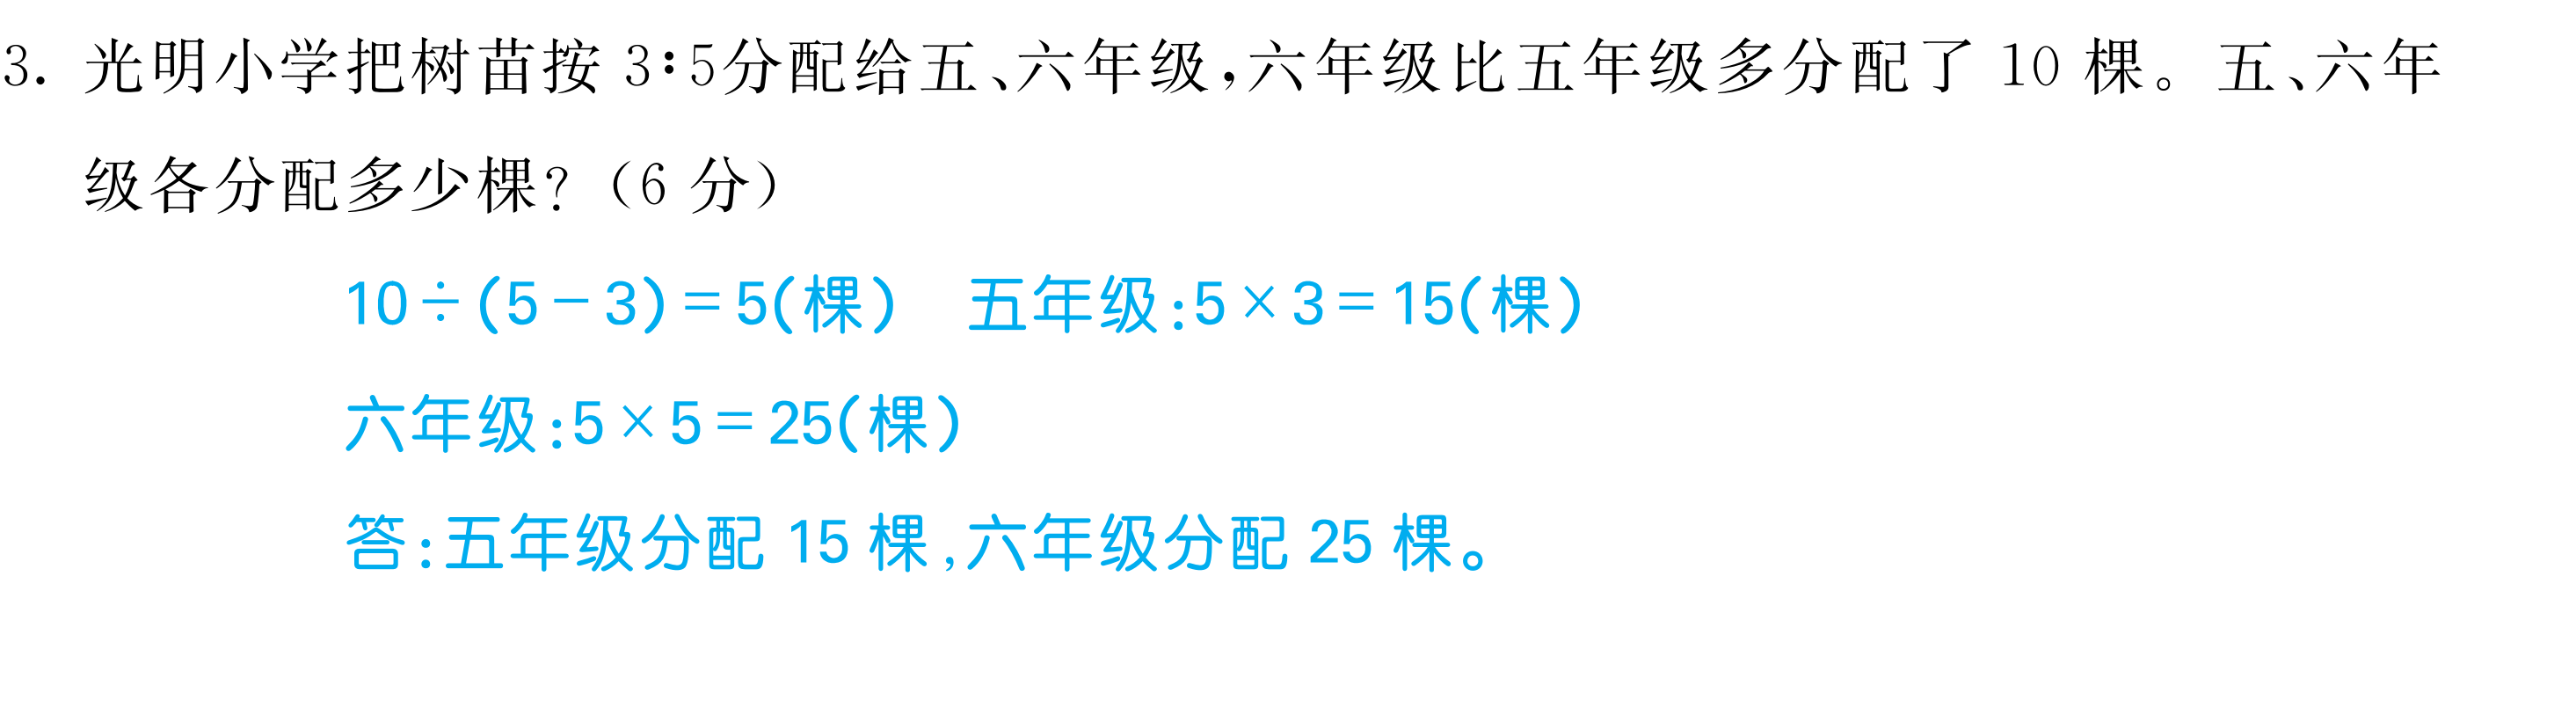 3. 光明小学把树苗按 3∶5分配给五、六年级,六年级比五年级多分配了 10 棵。五、六年
级各分配多少棵?(6 分)
10÷(5－3)＝5(棵) 五年级:5×3＝15(棵)
六年级:5×5＝25(棵)
答:五年级分配 15 棵,六年级分配 25 棵。